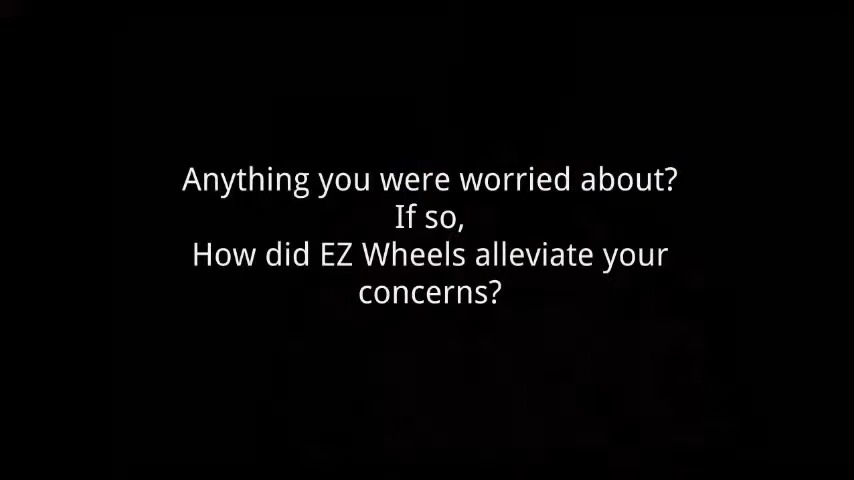 Anything you were worried about?
If so,
How did EZ Wheels alleviate your
concerns?